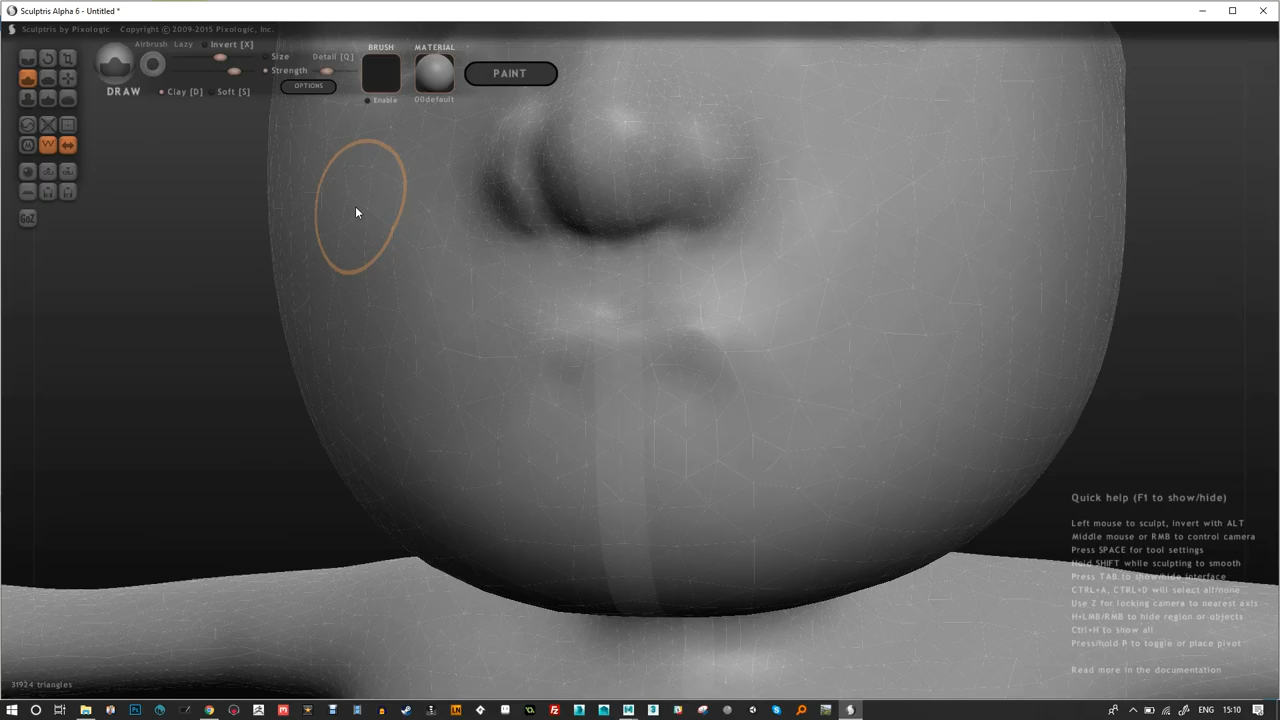 Sculptris Alpha 6 - Untitled *
Sculptris by Pixologic Copyright © 2009-2015 Pixologic, Inc.
Airbrush Lazy Invert [X]
Size Detail [Q]
Strength
OPTIONS
DRAW Clay [D] Soft [S]
BRUSH
Enable
MATERIAL
00default
PAINT
GoZ
Quick help (F1 to show/hide)
Left mouse to sculpt, invert with ALT
Middle mouse or RMB to control camera
Press SPACE for tool settings
Hold SHIFT while sculpting to smooth
Press TAB to show/hide interface
CTRL+A, CTRL+D will select all/none
Use Z for locking camera to nearest axis
H+LMB/RMB to hide region or objects
Ctrl+H to show all
Press/hold P to toggle or place pivot
Read more in the documentation
31924 triangles
ENG 15:10